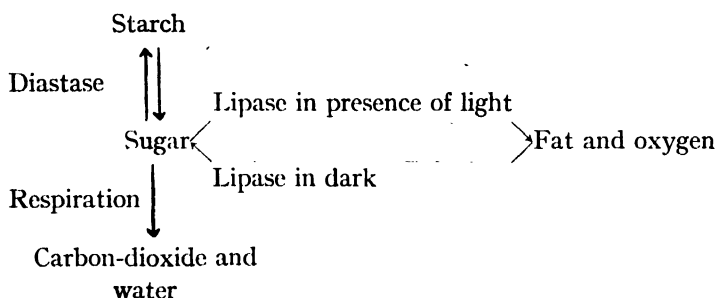 Starch
Diastase
Lipase in presence of light
Sugar
Fat and oxygen
Lipase in dark
Respiration
Carbon-dioxide and
water